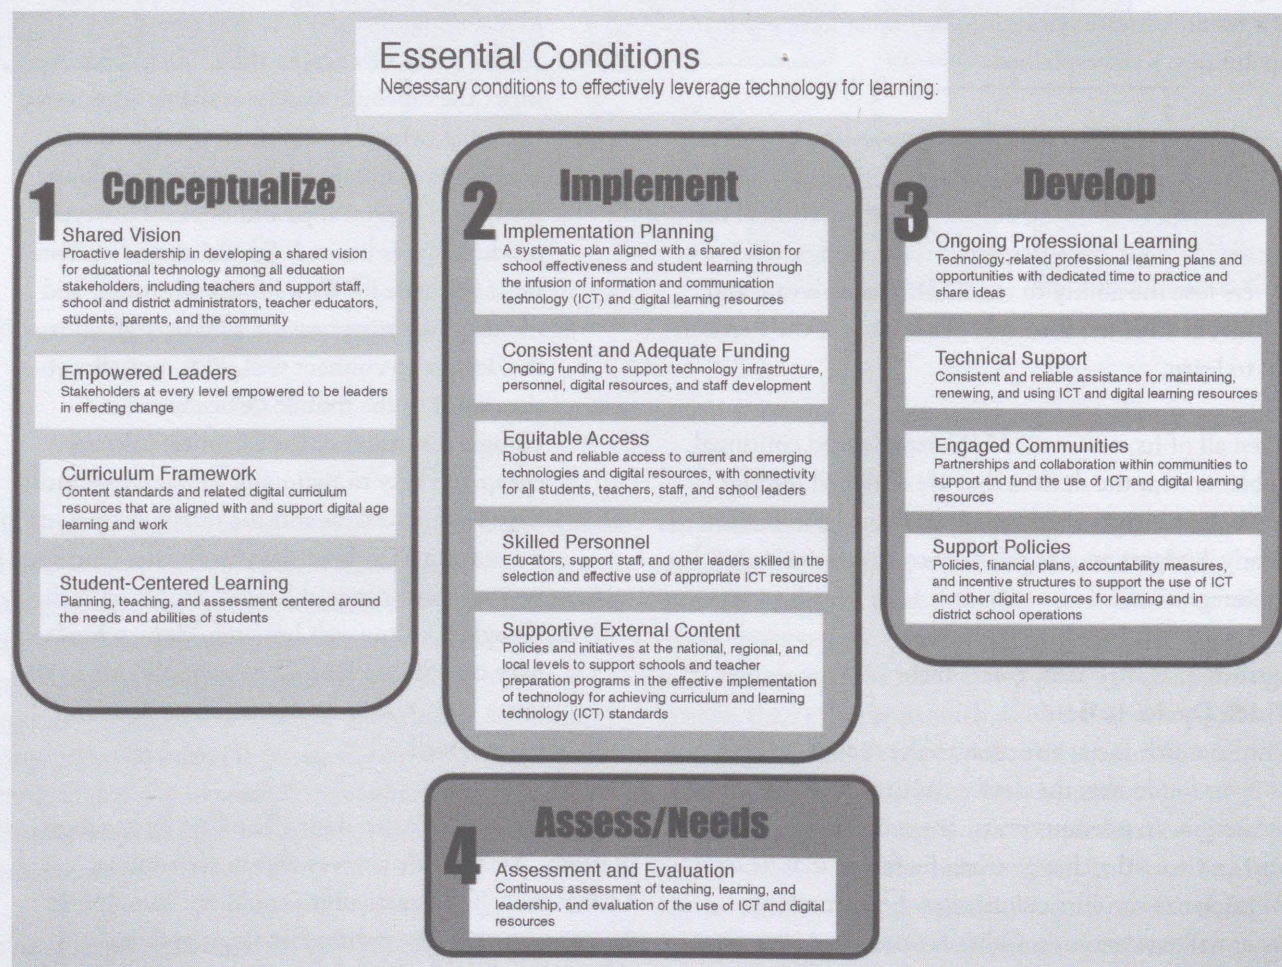 Essential Conditions
Necessary conditions to effectively leverage technology for learning:
1 Conceptualize
Shared Vision
Proactive leadership in developing a shared vision
for educational technology among all education
stakeholders, including teachers and support staff,
school and district administrators, teacher educators,
students, parents, and the community
Empowered Leaders
Stakeholders at every level empowered to be leaders
in effecting change
Curriculum Framework
Content standards and related digital curriculum
resources that are aligned with and support digital age
learning and work
Student-Centered Learning
Planning, teaching, and assessment centered around
the needs and abilities of students
2 Implement
Implementation Planning
A systematic plan aligned with a shared vision for
school effectiveness and student learning through
the infusion of information and communication
technology (ICT) and digital learning resources
Consistent and Adequate Funding
Ongoing funding to support technology infrastructure,
personnel, digital resources, and staff development
Equitable Access
Robust and reliable access to current and emerging
technologies and digital resources, with connectivity
for all students, teachers, staff, and school leaders
Skilled Personnel
Educators, support staff, and other leaders skilled in the
selection and effective use of appropriate ICT resources
Supportive External Content
Policies and initiatives at the national, regional, and
local levels to support schools and teacher
preparation programs in the effective implementation
of technology for achieving curriculum and learning
technology (ICT) standards
3 Develop
Ongoing Professional Learning
Technology-related professional learning plans and
opportunities with dedicated time to practice and
share ideas
Technical Support
Consistent and reliable assistance for maintaining,
renewing, and using ICT and digital learning resources
Engaged Communities
Partnerships and collaboration within communities to
support and fund the use of ICT and digital learning
resources
Support Policies
Policies, financial plans, accountability measures,
and incentive structures to support the use of ICT
and other digital resources for learning and in
district school operations
4 Assess/Needs
Assessment and Evaluation
Continuous assessment of teaching, learning, and
leadership, and evaluation of the use of ICT and digital
resources